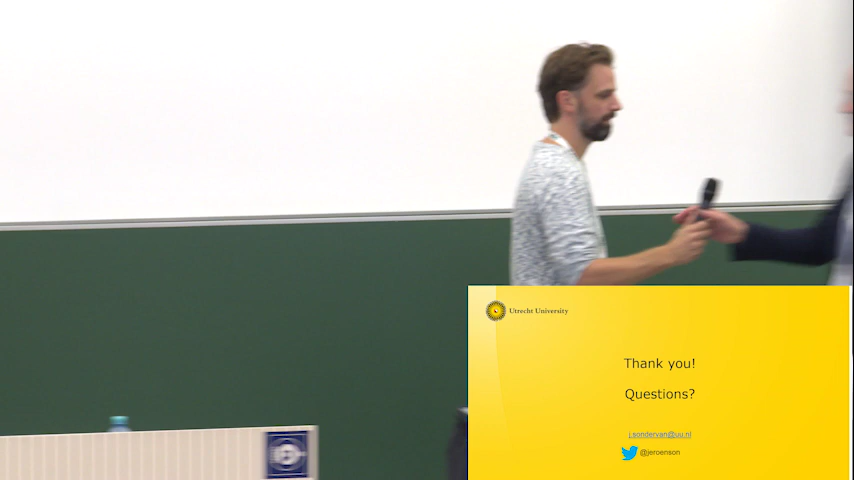 Utrecht University
Thank you!
Questions?
j.sondervan@uu.nl
@jeroenson